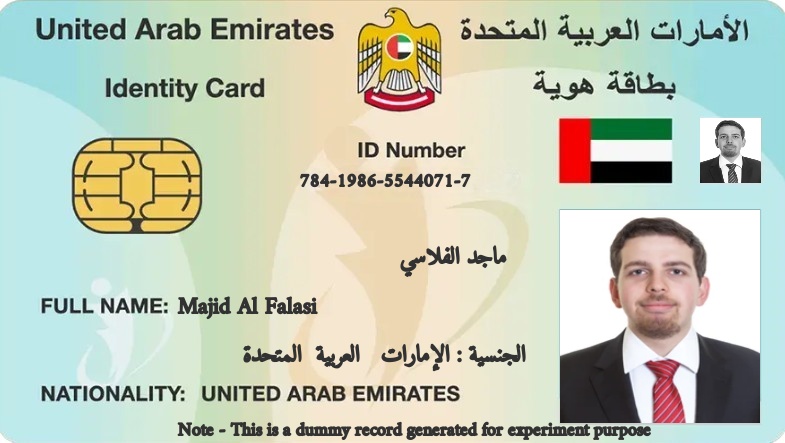 United Arab Emirates
الأمارات العربية المتحدة
Identity Card
بطاقة هوية
ID Number
784-1986-5544071-7
ماجد الفلاسي
FULL NAME: Majid Al Falasi
الجنسية : الإمارات العربية المتحدة
NATIONALITY: UNITED ARAB EMIRATES
Note - This is a dummy record generated for experiment purpose